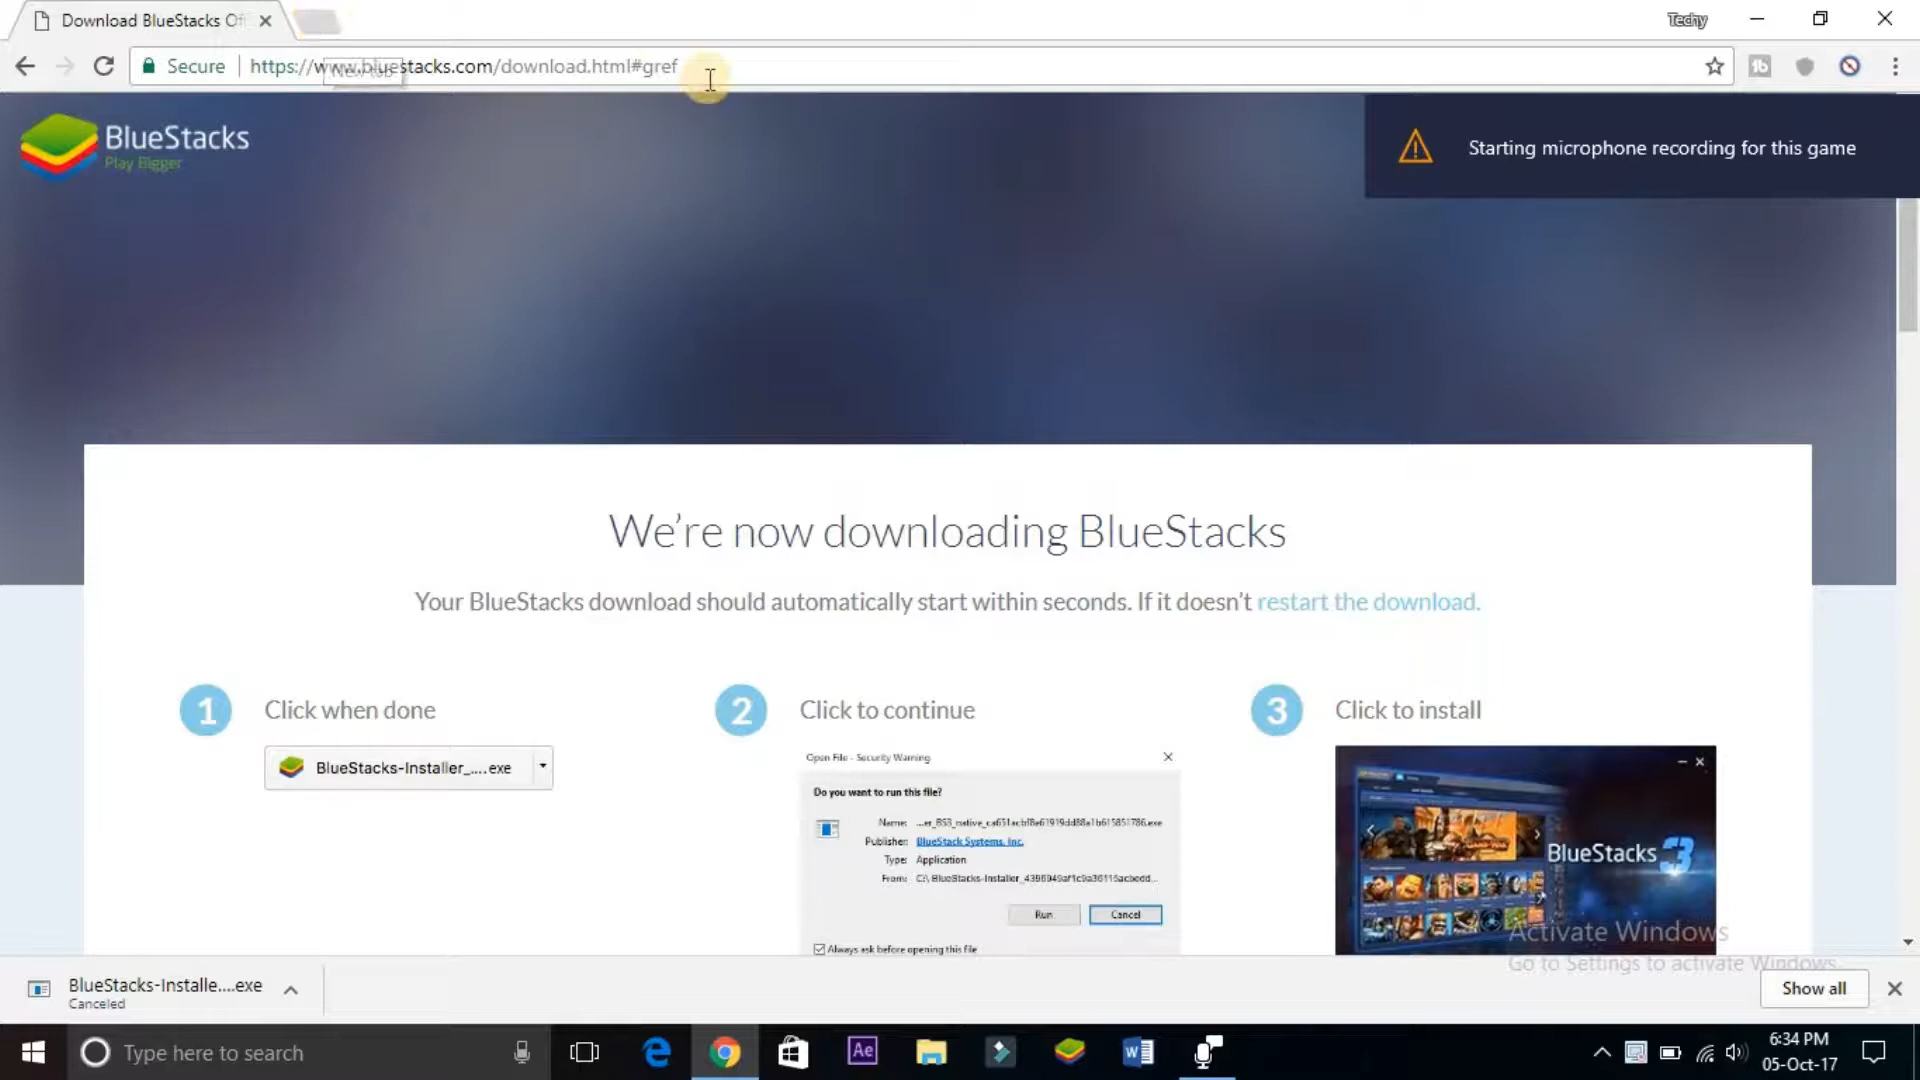 Download BlueStacks Of
Techy
Secure
https://www.bluestacks.com/download.html#gref
New tab
BlueStacks
Play Bigger
Starting microphone recording for this game
We're now downloading BlueStacks
Your BlueStacks download should automatically start within seconds. If it doesn't restart the download.
1 Click when done
2 Click to continue
3 Click to install
BlueStacks-Installer_....exe
Open File - Security Warning
Do you want to run this file?
Name:
Publisher: BlueStack Systems, Inc.
Type: Application
From:
Run
Cancel
Always ask before opening this file
BlueStacks 3
Activate Windows
Go to Settings to activate Windows.
BlueStacks-Installe....exe
Canceled
Show all
Type here to search
Ae
6:34 PM
05-Oct-17